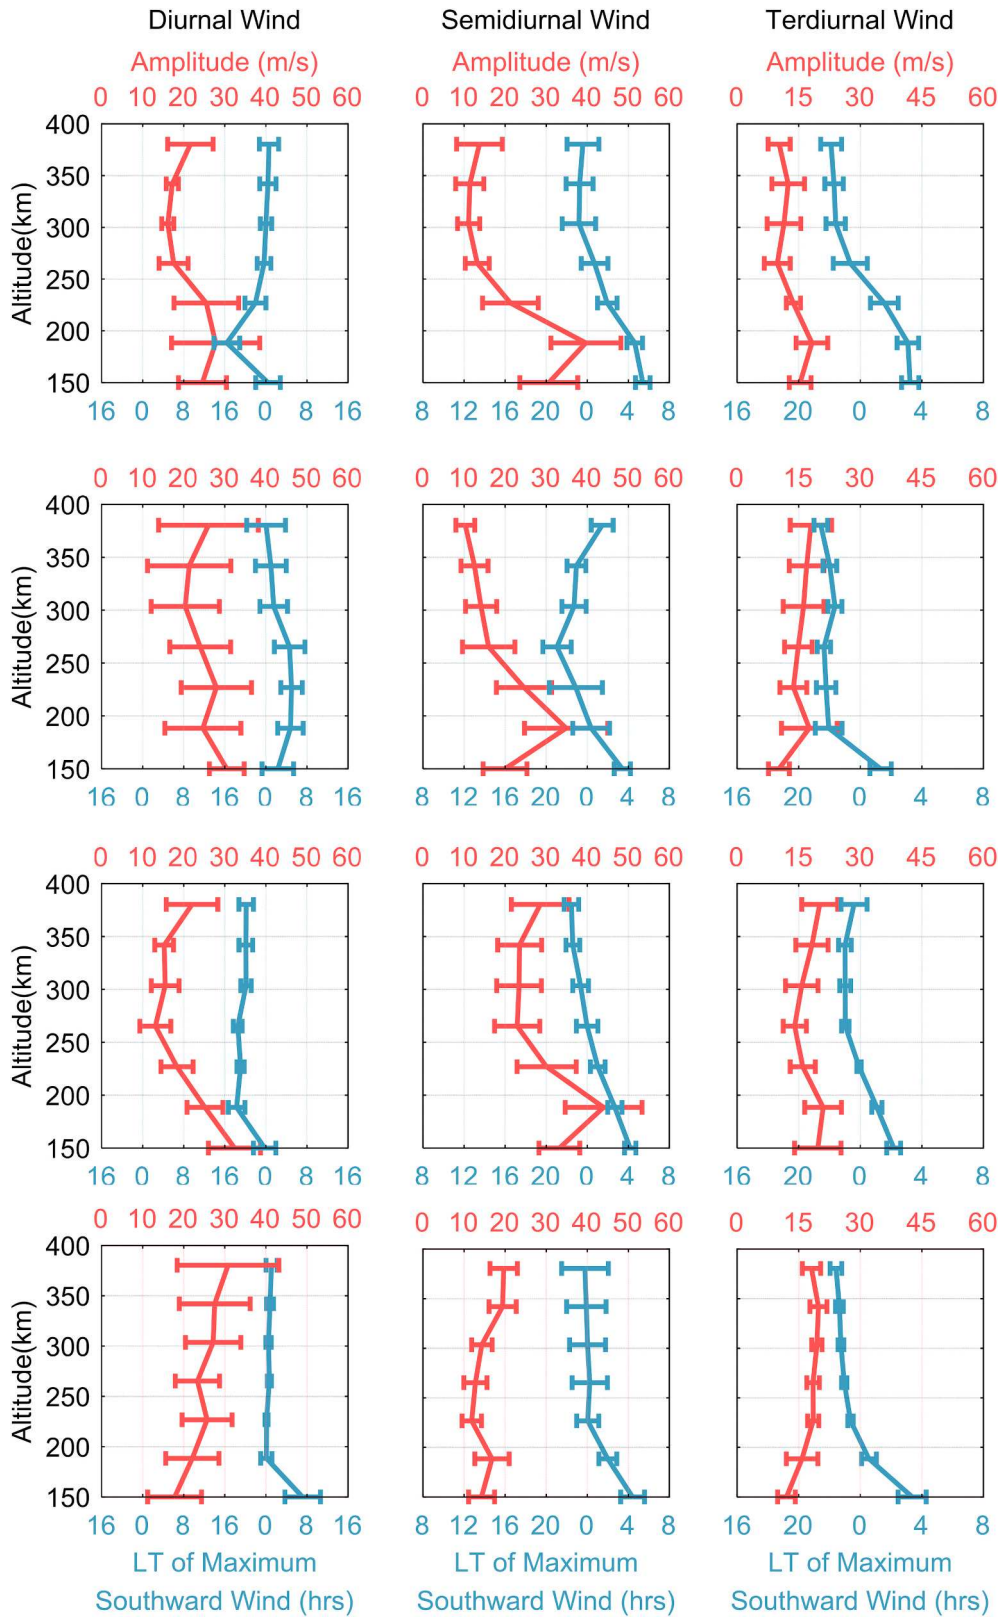 Diurnal Wind Semidiurnal Wind Terdiurnal Wind
Amplitude (m/s) Amplitude (m/s) Amplitude (m/s)
0 10 20 30 40 50 60 0 10 20 30 40 50 60 0 15 30 45 60
400
350
300
250
200
150
Altitude(km)
16 0 8 16 0 8 16 8 12 16 20 0 4 8 16 20 0 4 8
0 10 20 30 40 50 60 0 10 20 30 40 50 60 0 15 30 45 60
400
350
300
250
200
150
Altitude(km)
16 0 8 16 0 8 16 8 12 16 20 0 4 8 16 20 0 4 8
0 10 20 30 40 50 60 0 10 20 30 40 50 60 0 15 30 45 60
400
350
300
250
200
150
Altitude(km)
16 0 8 16 0 8 16 8 12 16 20 0 4 8 16 20 0 4 8
0 10 20 30 40 50 60 0 10 20 30 40 50 60 0 15 30 45 60
400
350
300
250
200
150
Altitude(km)
16 0 8 16 0 8 16 8 12 16 20 0 4 8 16 20 0 4 8
LT of Maximum LT of Maximum LT of Maximum
Southward Wind (hrs) Southward Wind (hrs) Southward Wind (hrs)